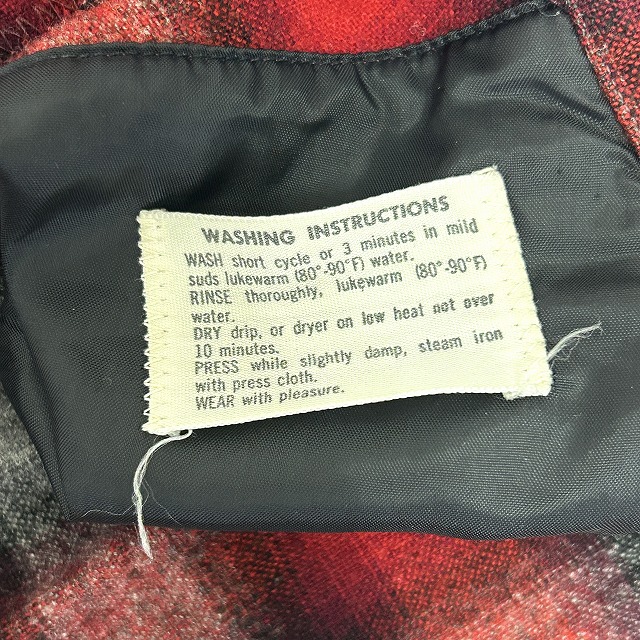 WASHING INSTRUCTIONS
WASH short cycle or 3 minutes in mild
suds lukewarm (80°-90°F) water.
RINSE thoroughly, lukewarm (80°-90°F)
water.
DRY drip, or dryer on low heat not over
10 minutes.
PRESS while slightly damp, steam iron
with press cloth.
WEAR with pleasure.